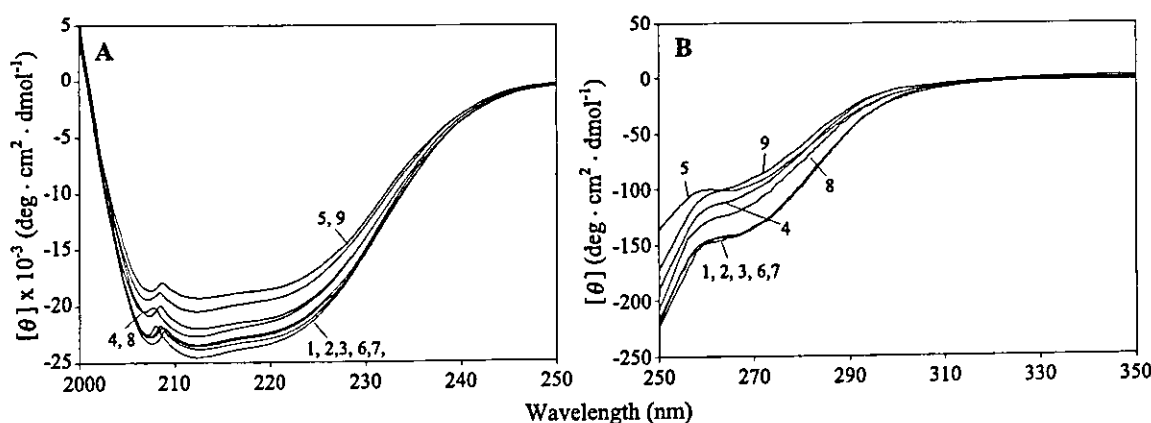 A
5
0
-5
-10
-15
-20
-25
[θ] x 10⁻³ (deg · cm² · dmol⁻¹)
5, 9
4, 8
1, 2,3, 6,7,
2000 210 220 230 240 250
B
50
0
-50
-100
-150
-200
-250
[θ] (deg · cm² · dmol⁻¹)
5
9
8
4
1, 2, 3, 6,7
250 270 290 310 330 350
Wavelength (nm)